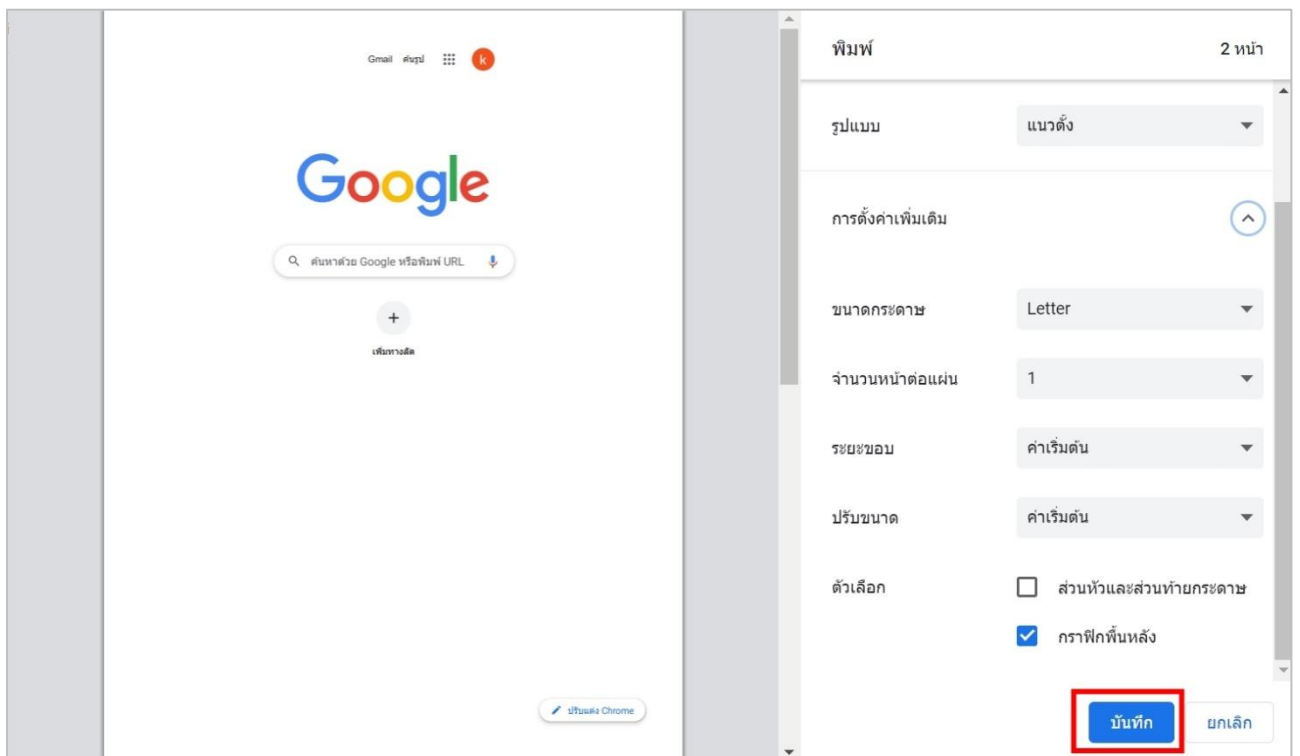 Gmail ค้นรูป k
Google
ค้นหาด้วย Google หรือพิมพ์ URL
+
เพิ่มทางลัด
ปรับแต่ง Chrome
พิมพ์ 2 หน้า
รูปแบบ แนวตั้ง
การตั้งค่าเพิ่มเติม
ขนาดกระดาษ Letter
จำนวนหน้าต่อแผ่น 1
ระยะขอบ ค่าเริ่มต้น
ปรับขนาด ค่าเริ่มต้น
ตัวเลือก ส่วนหัวและส่วนท้ายกระดาษ
กราฟิกพื้นหลัง
บันทึก ยกเลิก